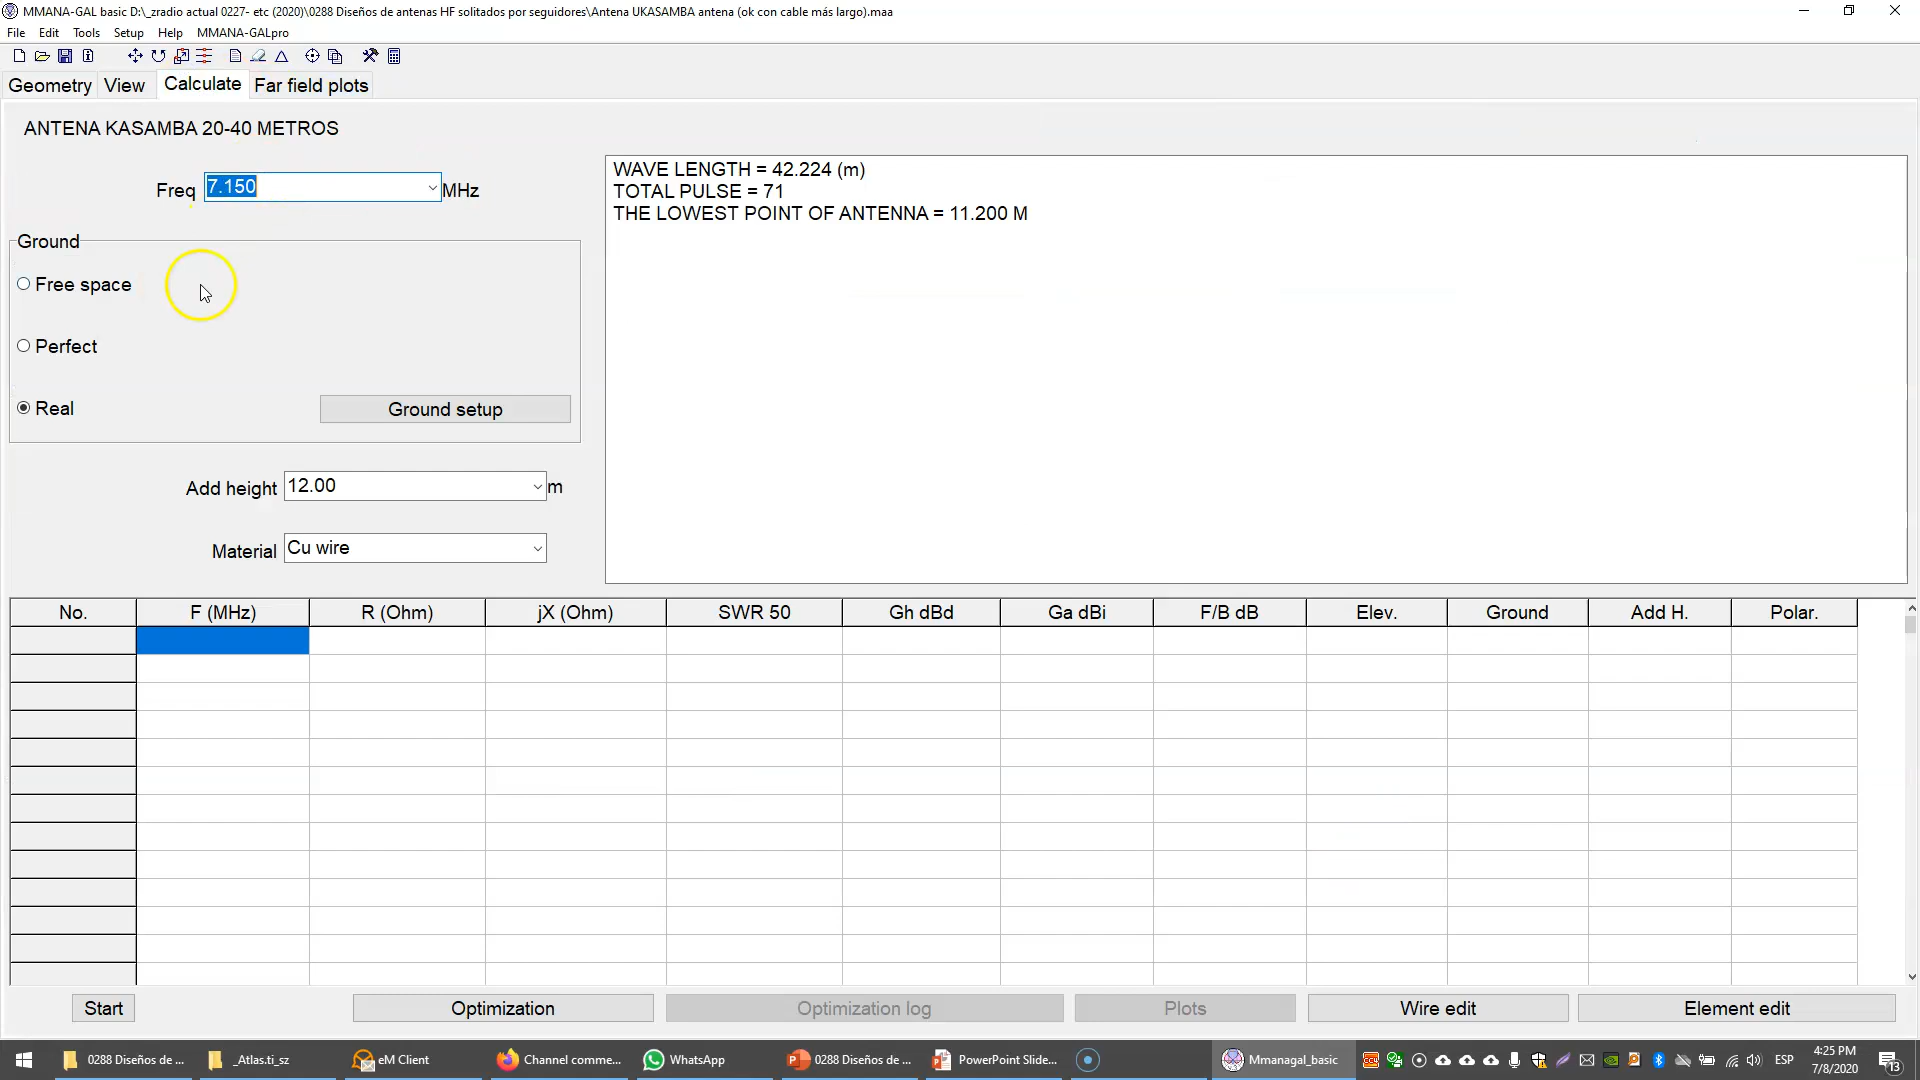 MMANA-GAL basic D:\_zradio actual 0227- etc (2020)\0288 Diseños de antenas HF solitados por seguidores\Antena UKASAMBA antena (ok con cable más largo).maa
File Edit Tools Setup Help MMANA-GALpro
Geometry View Calculate Far field plots
ANTENA KASAMBA 20-40 METROS
Freq 7.150 MHz
WAVE LENGTH = 42.224 (m)
TOTAL PULSE = 71
THE LOWEST POINT OF ANTENNA = 11.200 M
Ground
Free space
Perfect
Real Ground setup
Add height 12.00 m
Material Cu wire
No. F (MHz) R (Ohm) jX (Ohm) SWR 50 Gh dBd Ga dBi F/B dB Elev. Ground Add H. Polar.
Start Optimization Optimization log Plots Wire edit Element edit
0288 Diseños de ... _Atlas.ti_sz eM Client Channel comme... WhatsApp 0288 Diseños de ... PowerPoint Slide... Mmanagal_basic ESP 4:25 PM
7/8/2020 13